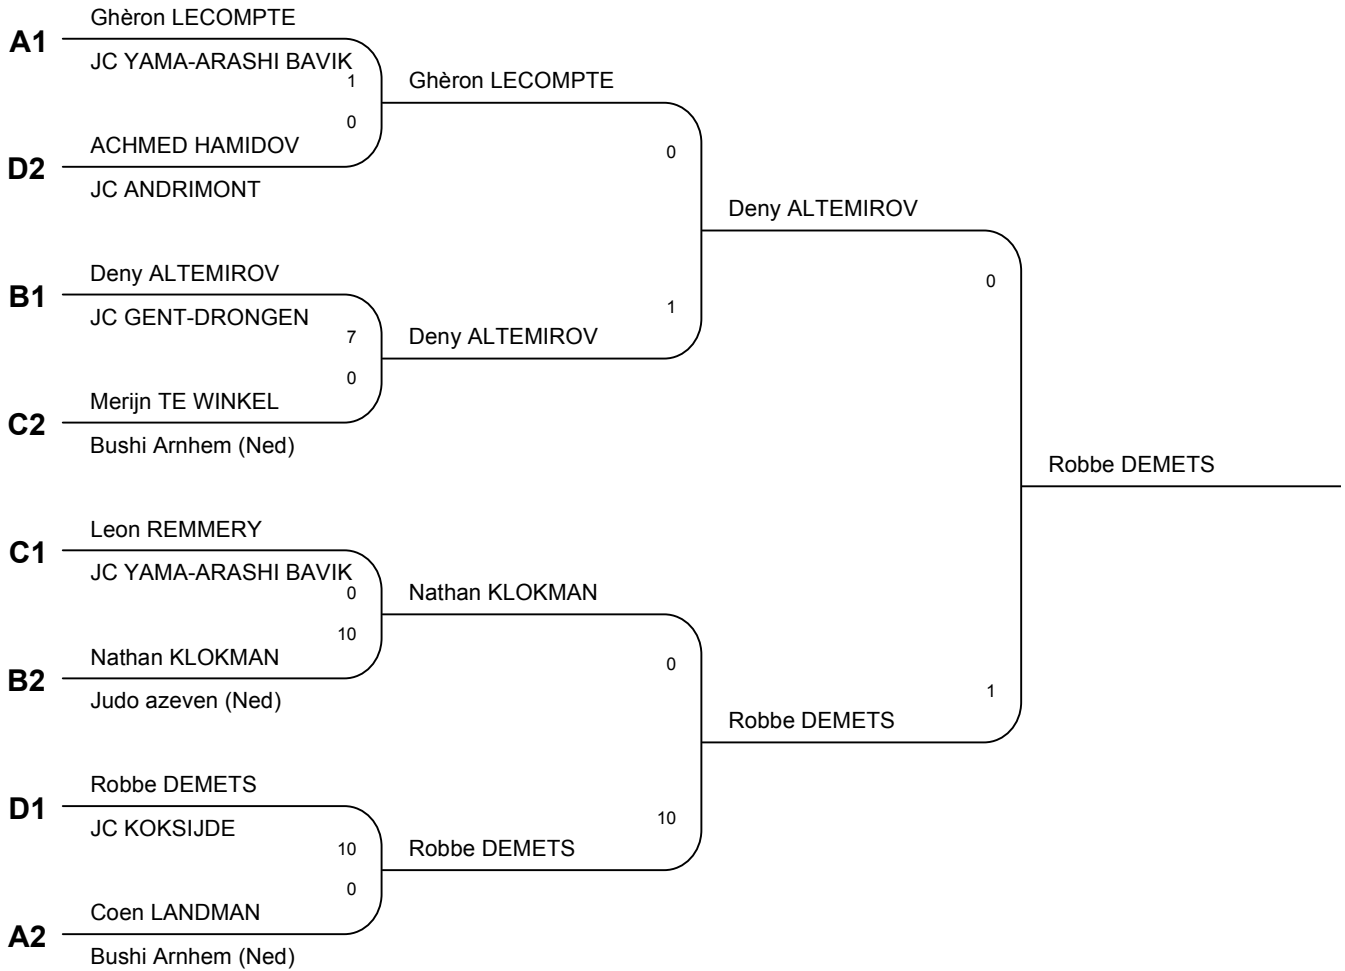 Ghèron LECOMPTE
A1
JC YAMA-ARASHI BAVIK
1
Ghèron LECOMPTE
0
ACHMED HAMIDOV
D2
JC ANDRIMONT
0
Deny ALTEMIROV
Deny ALTEMIROV
B1
JC GENT-DRONGEN
7
Deny ALTEMIROV
1
0
0
Merijn TE WINKEL
C2
Bushi Arnhem (Ned)
Robbe DEMETS
Leon REMMERY
C1
JC YAMA-ARASHI BAVIK
0
Nathan KLOKMAN
10
Nathan KLOKMAN
B2
Judo azeven (Ned)
0
1
Robbe DEMETS
Robbe DEMETS
D1
JC KOKSIJDE
10
10
Robbe DEMETS
0
Coen LANDMAN
A2
Bushi Arnhem (Ned)